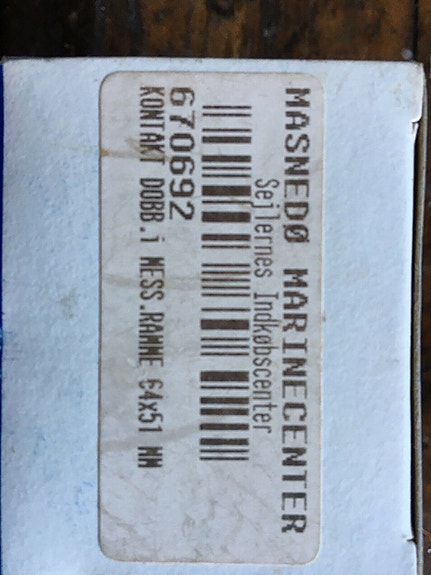 MASNEDØ MARINECENTER
Sejlernes Indkøbscenter
670692
KONTAKT DOBB.i MESS.RAMME 64x51 MM